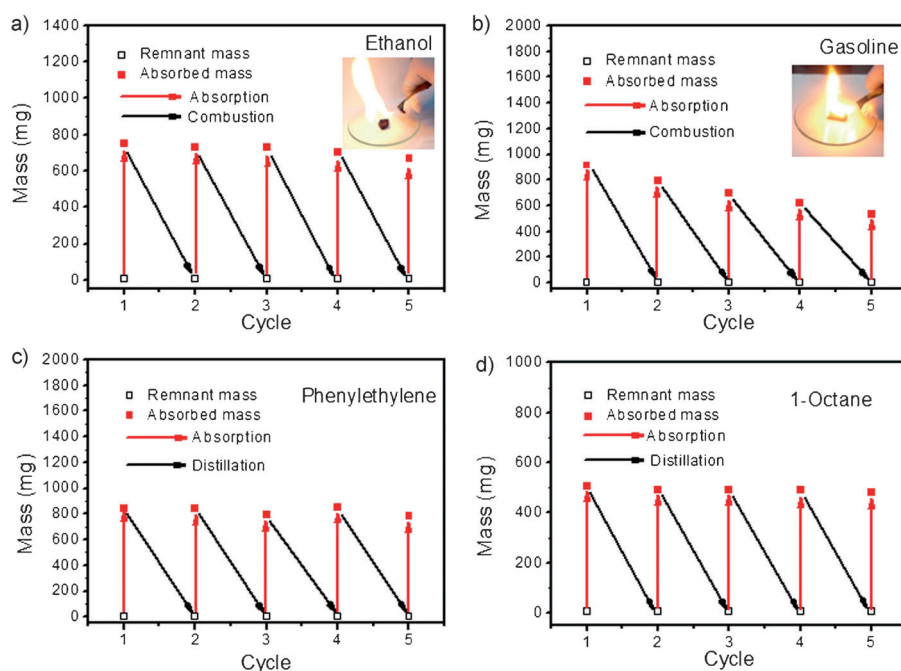 a)
Ethanol
Remnant mass
Absorbed mass
Absorption
Combustion
Mass (mg)
1400
1200
1000
800
600
400
200
0
1 2 3 4 5
Cycle
b)
Gasoline
Remnant mass
Absorbed mass
Absorption
Combustion
Mass (mg)
2000
1800
1600
1400
1200
1000
800
600
400
200
0
1 2 3 4 5
Cycle
c)
Phenylethylene
Remnant mass
Absorbed mass
Absorption
Distillation
Mass (mg)
2000
1800
1600
1400
1200
1000
800
600
400
200
0
1 2 3 4 5
Cycle
d)
1-Octane
Remnant mass
Absorbed mass
Absorption
Distillation
Mass (mg)
1000
800
600
400
200
0
1 2 3 4 5
Cycle